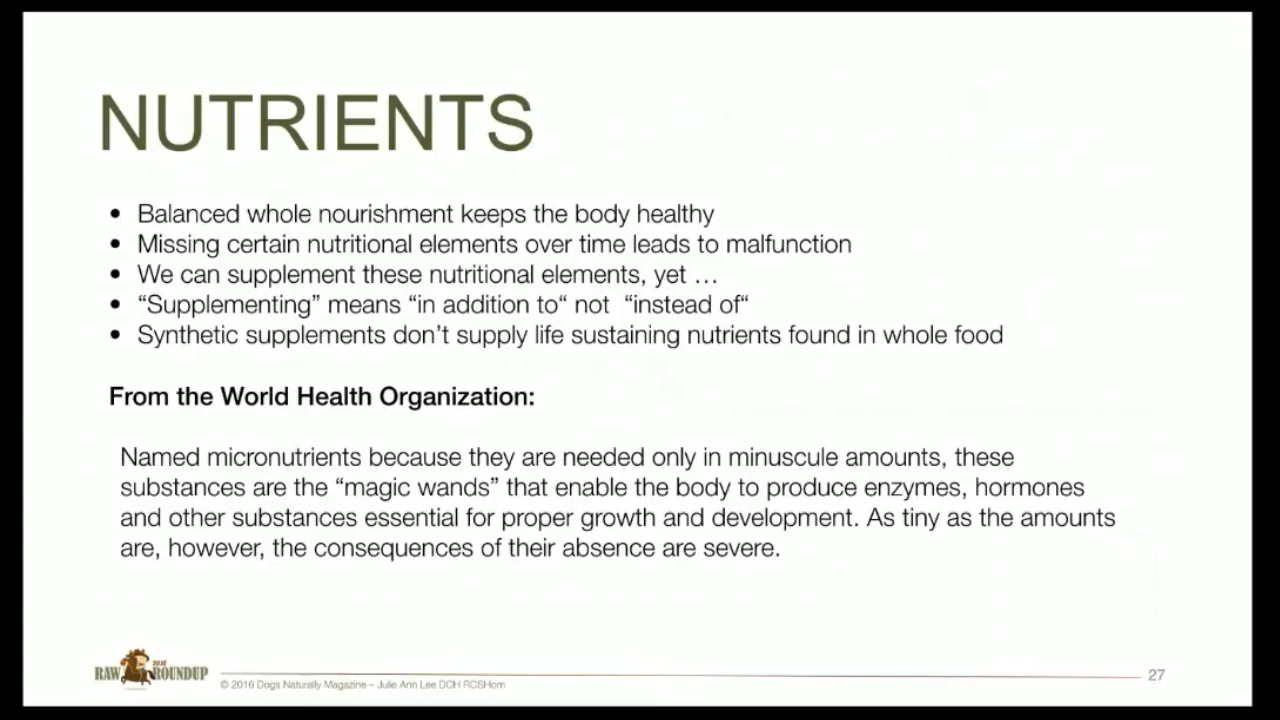 NUTRIENTS
• Balanced whole nourishment keeps the body healthy
• Missing certain nutritional elements over time leads to malfunction
• We can supplement these nutritional elements, yet …
• “Supplementing” means “in addition to“ not “instead of“
• Synthetic supplements don’t supply life sustaining nutrients found in whole food
From the World Health Organization:
Named micronutrients because they are needed only in minuscule amounts, these
substances are the “magic wands” that enable the body to produce enzymes, hormones
and other substances essential for proper growth and development. As tiny as the amounts
are, however, the consequences of their absence are severe.
RAW 2016 ROUNDUP
© 2016 Dogs Naturally Magazine – Julie Ann Lee DCH RCSHom
27